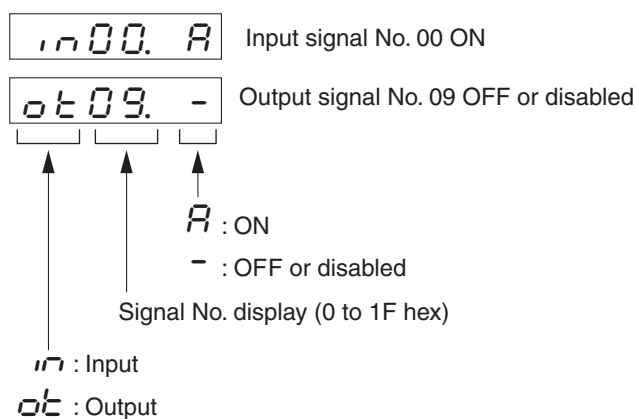 in00. A Input signal No. 00 ON
ot09. - Output signal No. 09 OFF or disabled
A : ON
- : OFF or disabled
Signal No. display (0 to 1F hex)
in : Input
ot : Output